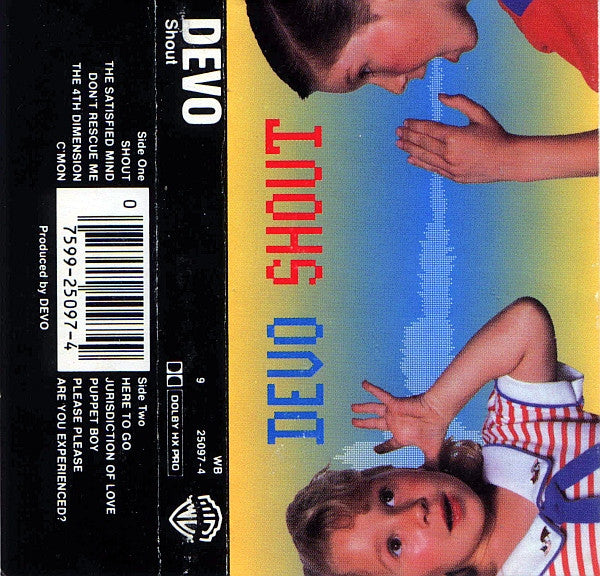 DEVO
Shout
9 25097-4
WB
DOLBY HX PRO
Side One
SHOUT
THE SATISFIED MIND
DON'T RESCUE ME
THE 4TH DIMENSION
C'MON
0
7599-25097-4
Side Two
HERE TO GO
JURISDICTION OF LOVE
PUPPET BOY
PLEASE PLEASE
ARE YOU EXPERIENCED?
Produced by DEVO
DEVO SHOUT